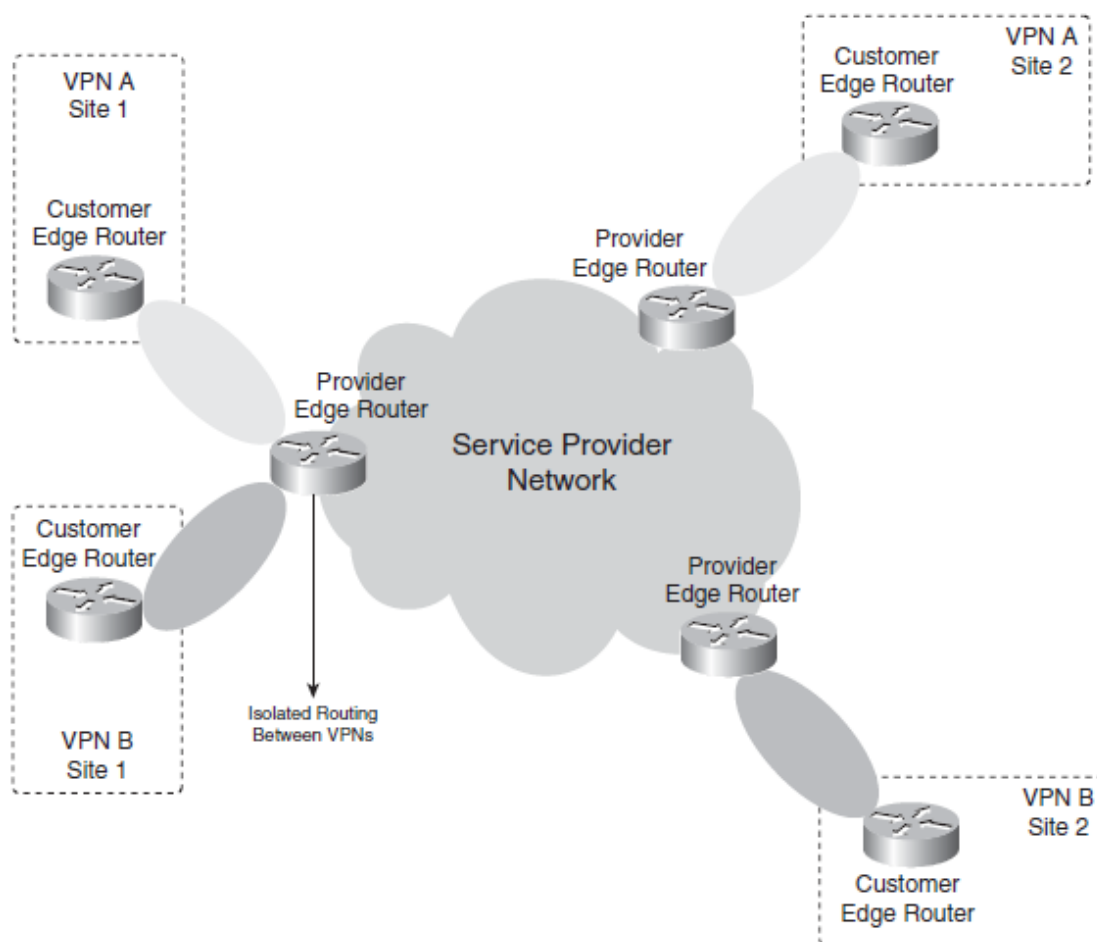 VPN A
Site 1
Customer
Edge Router
VPN A
Site 2
Customer
Edge Router
Provider
Edge Router
Provider
Edge Router
Service Provider
Network
Customer
Edge Router
VPN B
Site 1
Isolated Routing
Between VPNs
Provider
Edge Router
VPN B
Site 2
Customer
Edge Router